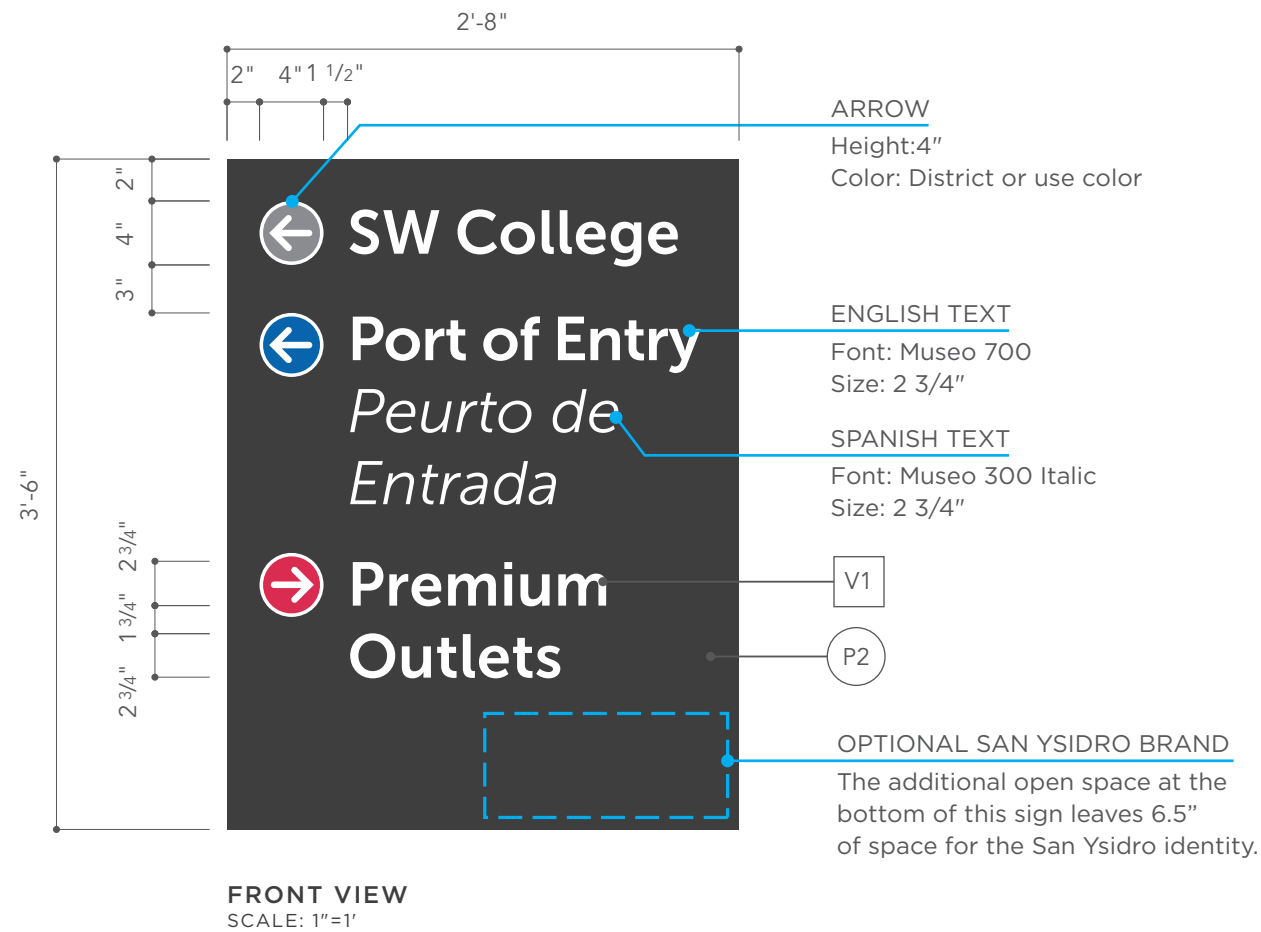 2'-8"
2" 4" 1 1/2"
ARROW
Height:4"
Color: District or use color
2"
4"
3"
SW College
Port of Entry
Peurto de
Entrada
ENGLISH TEXT
Font: Museo 700
Size: 2 3/4"
SPANISH TEXT
Font: Museo 300 Italic
Size: 2 3/4"
3'-6"
2 3/4"
1 3/4"
2 3/4"
Premium
Outlets
V1
P2
OPTIONAL SAN YSIDRO BRAND
The additional open space at the
bottom of this sign leaves 6.5”
of space for the San Ysidro identity.
FRONT VIEW
SCALE: 1"=1'